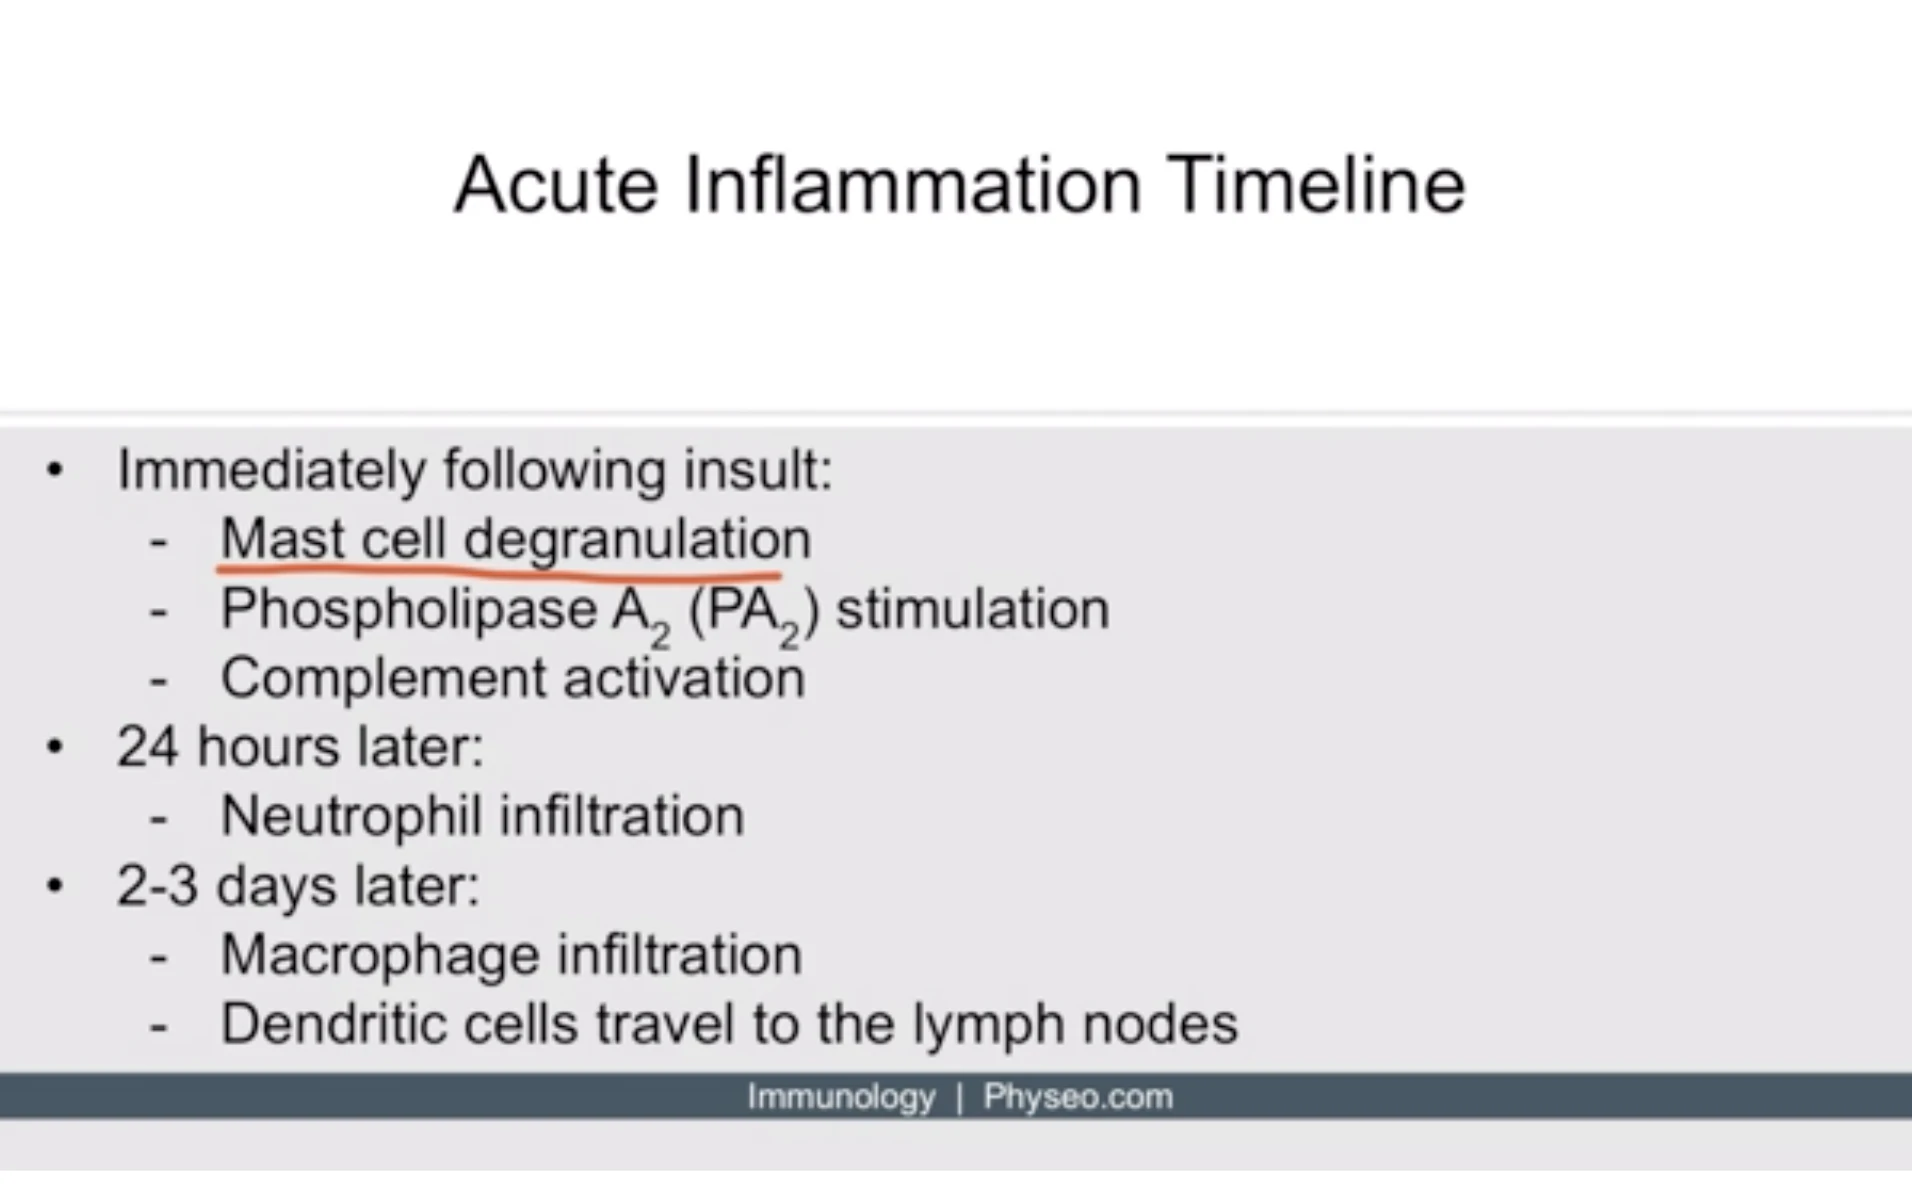 Acute Inflammation Timeline
• Immediately following insult:
- Mast cell degranulation
- Phospholipase A₂ (PA₂) stimulation
- Complement activation
• 24 hours later:
- Neutrophil infiltration
• 2-3 days later:
- Macrophage infiltration
- Dendritic cells travel to the lymph nodes
Immunology | Physeo.com